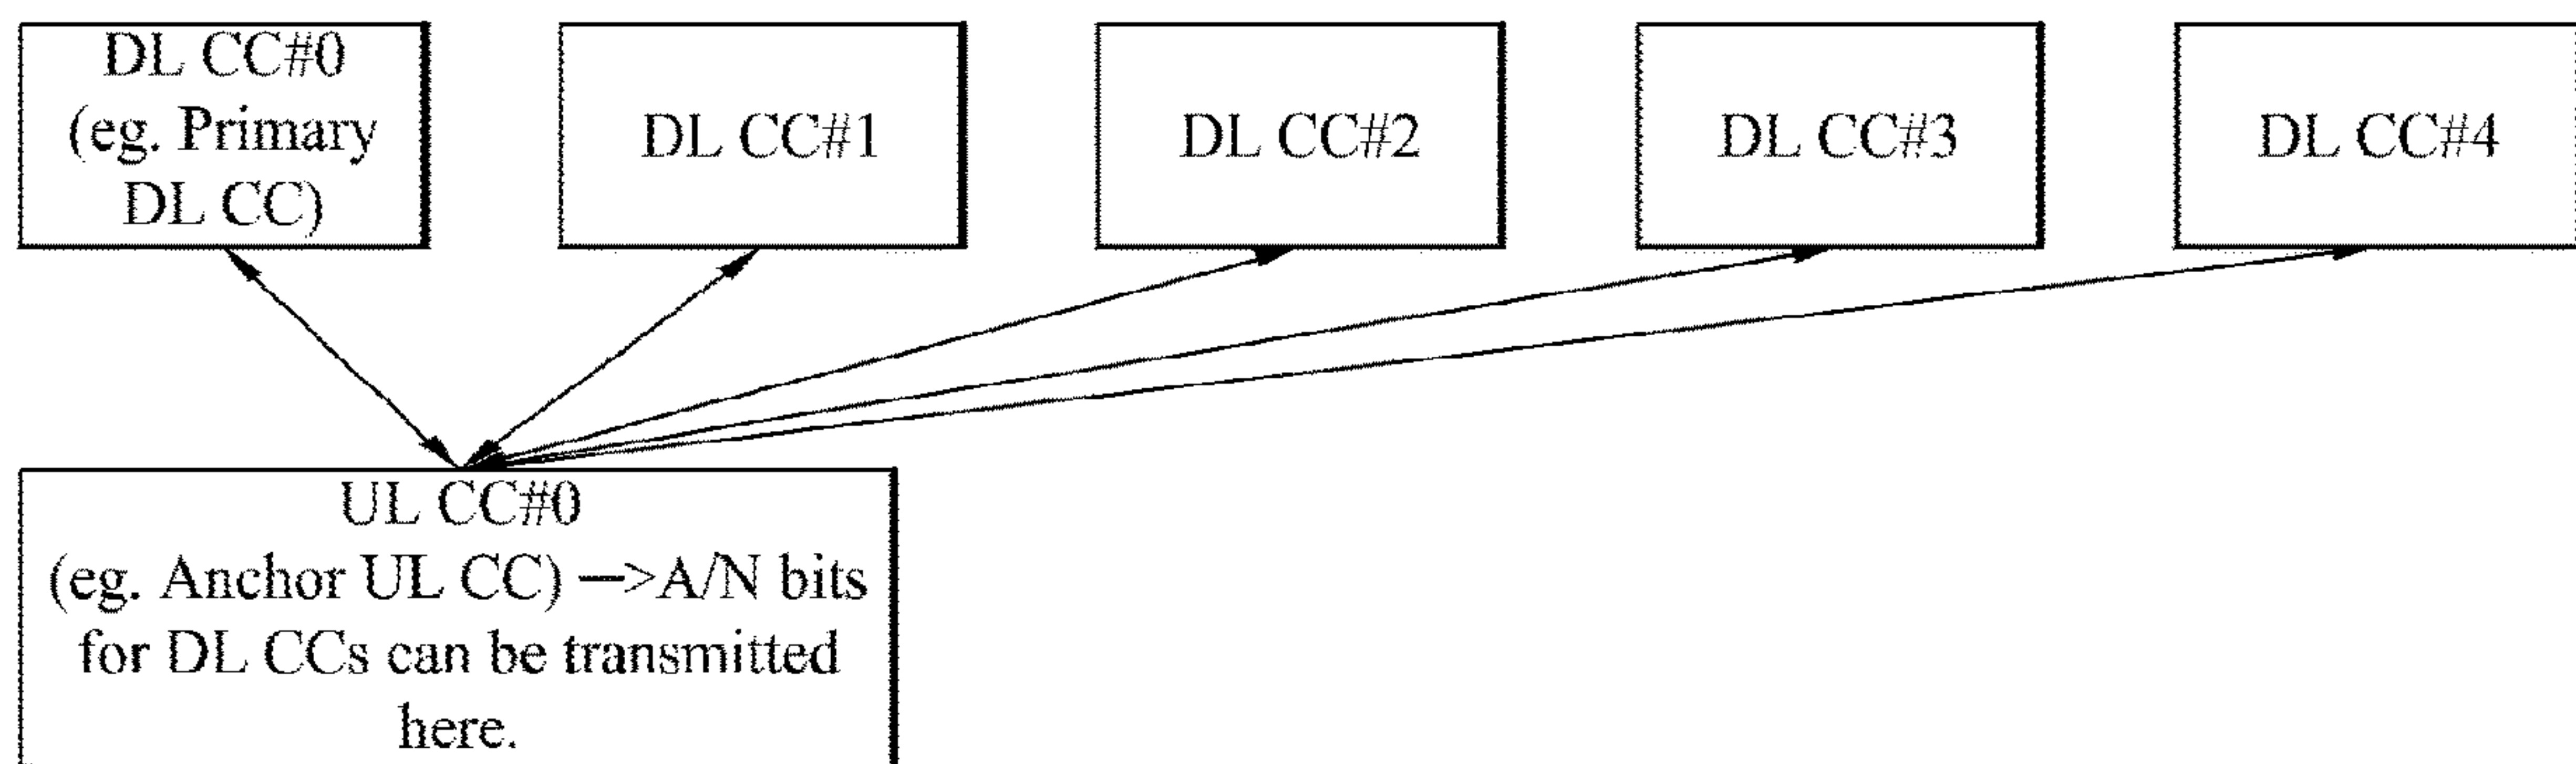 DL CC#0
(eg. Primary
DL CC)
DL CC#1
DL CC#2
DL CC#3
DL CC#4
UL CC#0
(eg. Anchor UL CC) —>A/N bits
for DL CCs can be transmitted
here.